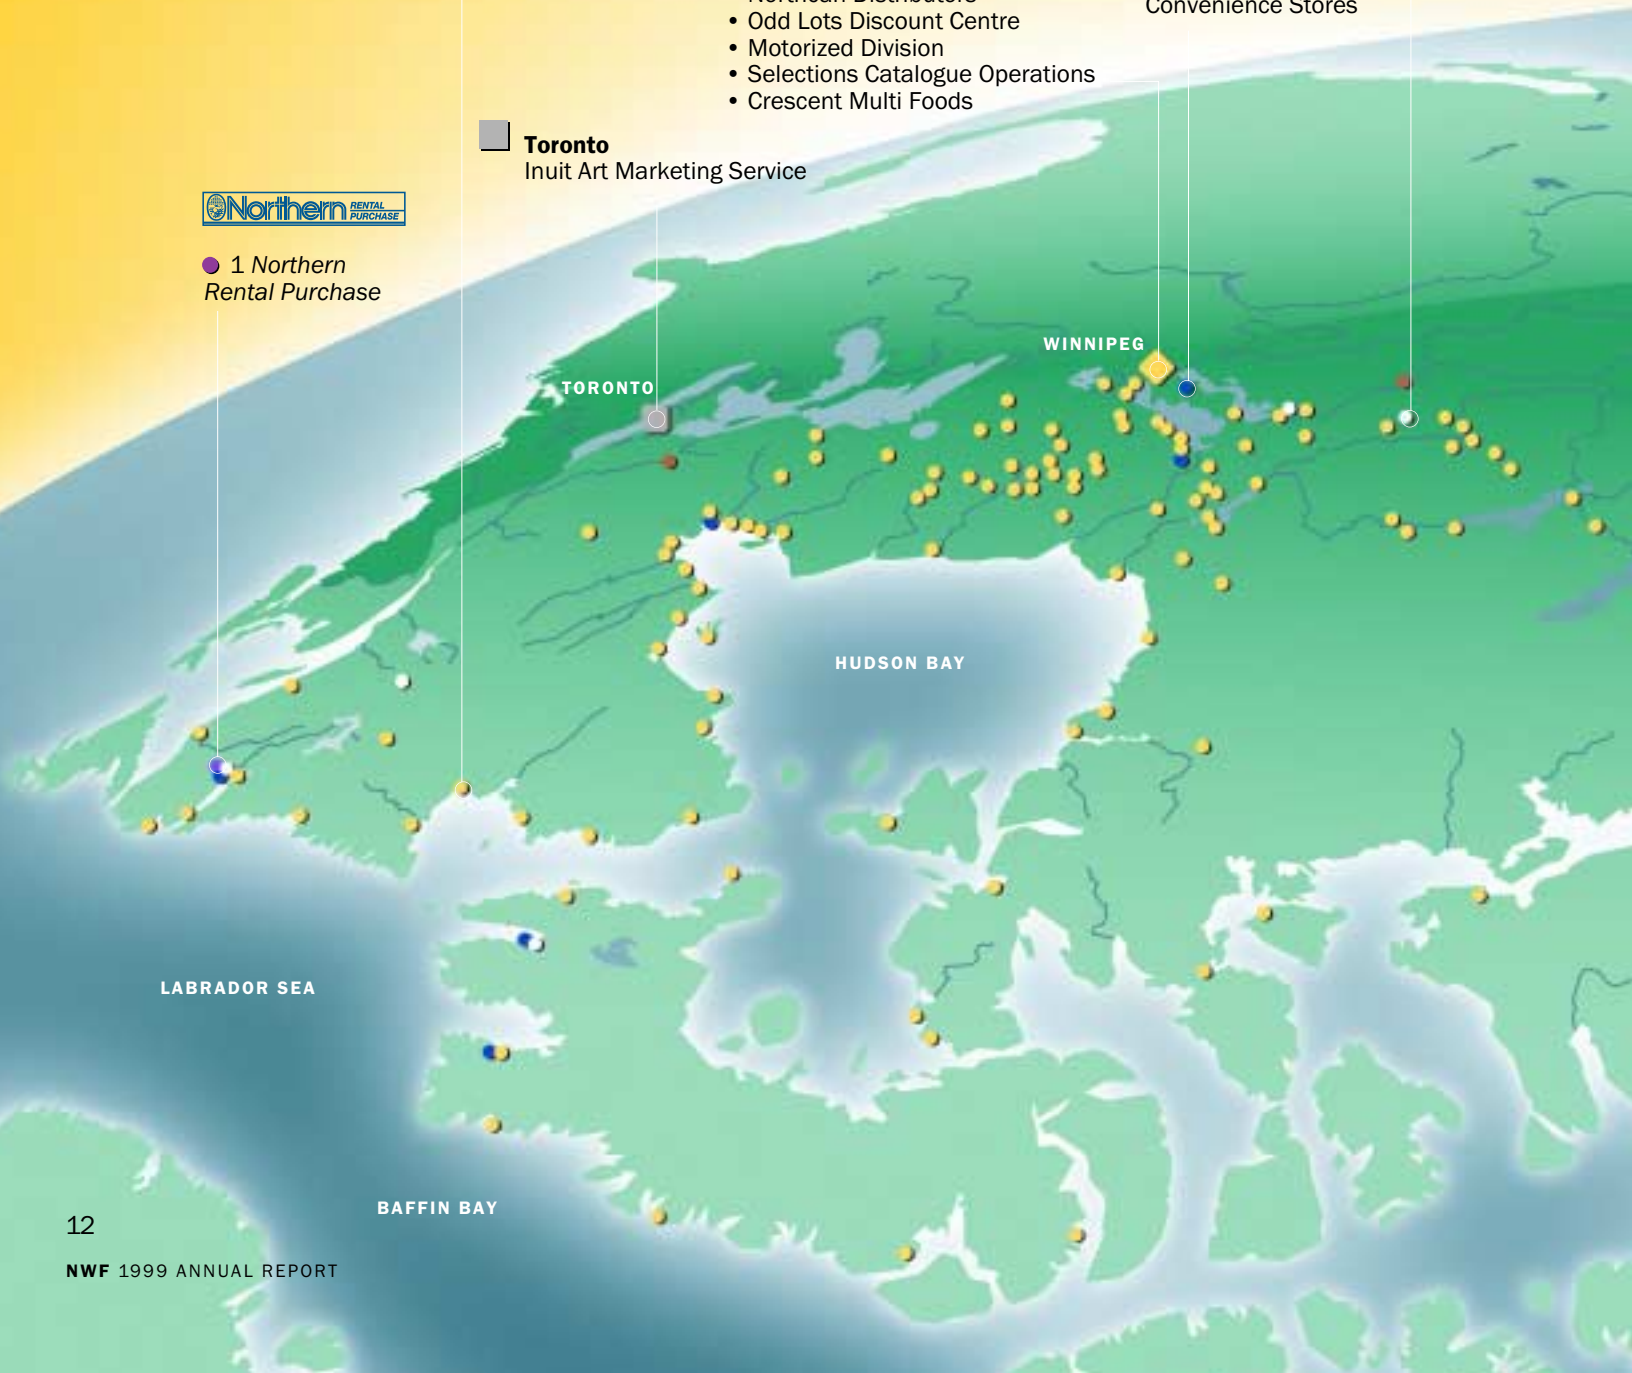 • Odd Lots Discount Centre
• Motorized Division
• Selections Catalogue Operations
• Crescent Multi Foods
Convenience Stores
Toronto
Inuit Art Marketing Service
Northern RENTAL PURCHASE
1 Northern
Rental Purchase
WINNIPEG
TORONTO
HUDSON BAY
LABRADOR SEA
BAFFIN BAY
12
NWF 1999 ANNUAL REPORT